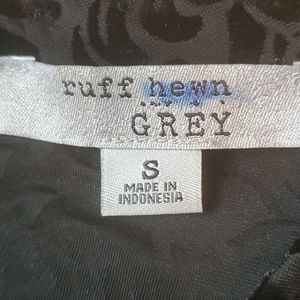 ruff hewn
GREY
S
MADE IN
INDONESIA